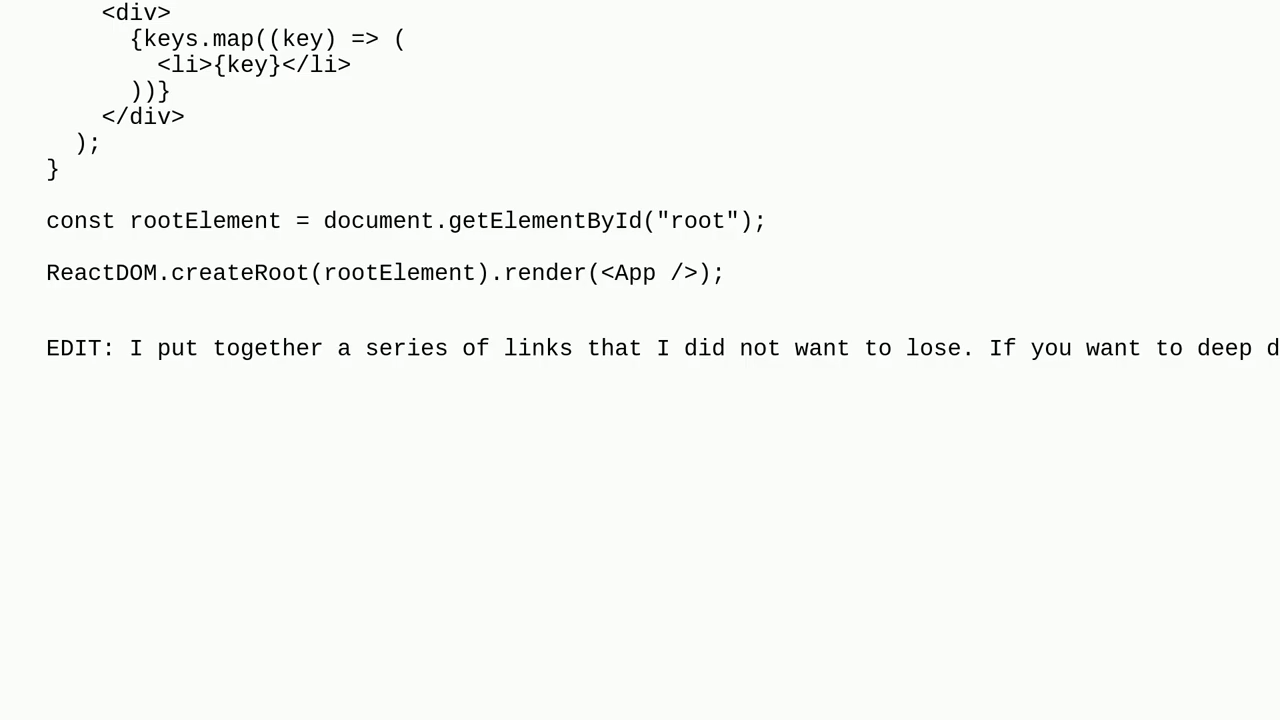 <div>
{keys.map((key) => (
<li>{key}</li>
))}
</div>
);
}
const rootElement = document.getElementById("root");
ReactDOM.createRoot(rootElement).render(<App />);
EDIT: I put together a series of links that I did not want to lose. If you want to deep